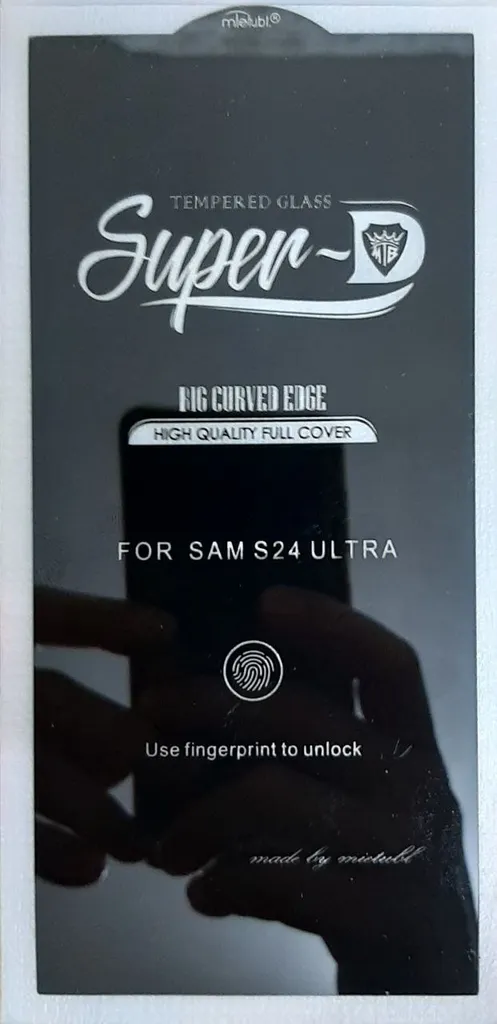 mietubl®
TEMPERED GLASS
Super-D
MTB
BIG CURVED EDGE
HIGH QUALITY FULL COVER
FOR SAM S24 ULTRA
Use fingerprint to unlock
made by mietubl